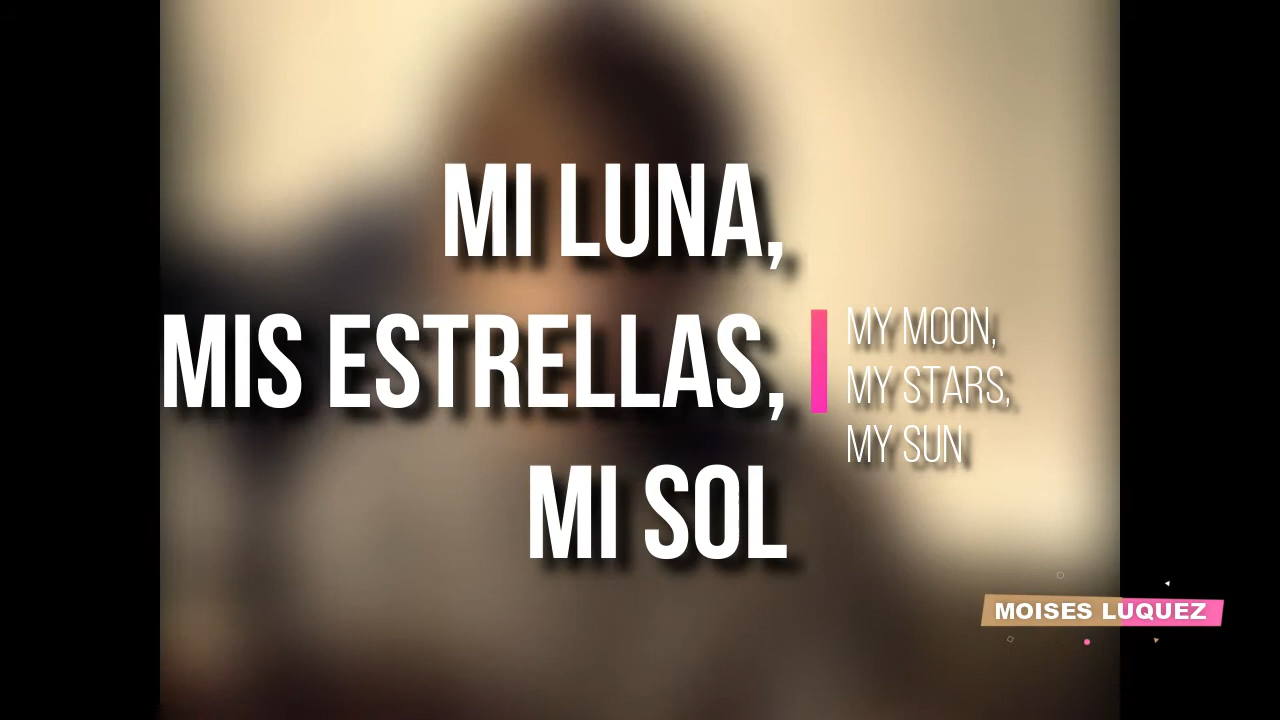 MI LUNA,
MIS ESTRELLAS,
MI SOL
MY MOON,
MY STARS,
MY SUN
MOISES LUQUEZ